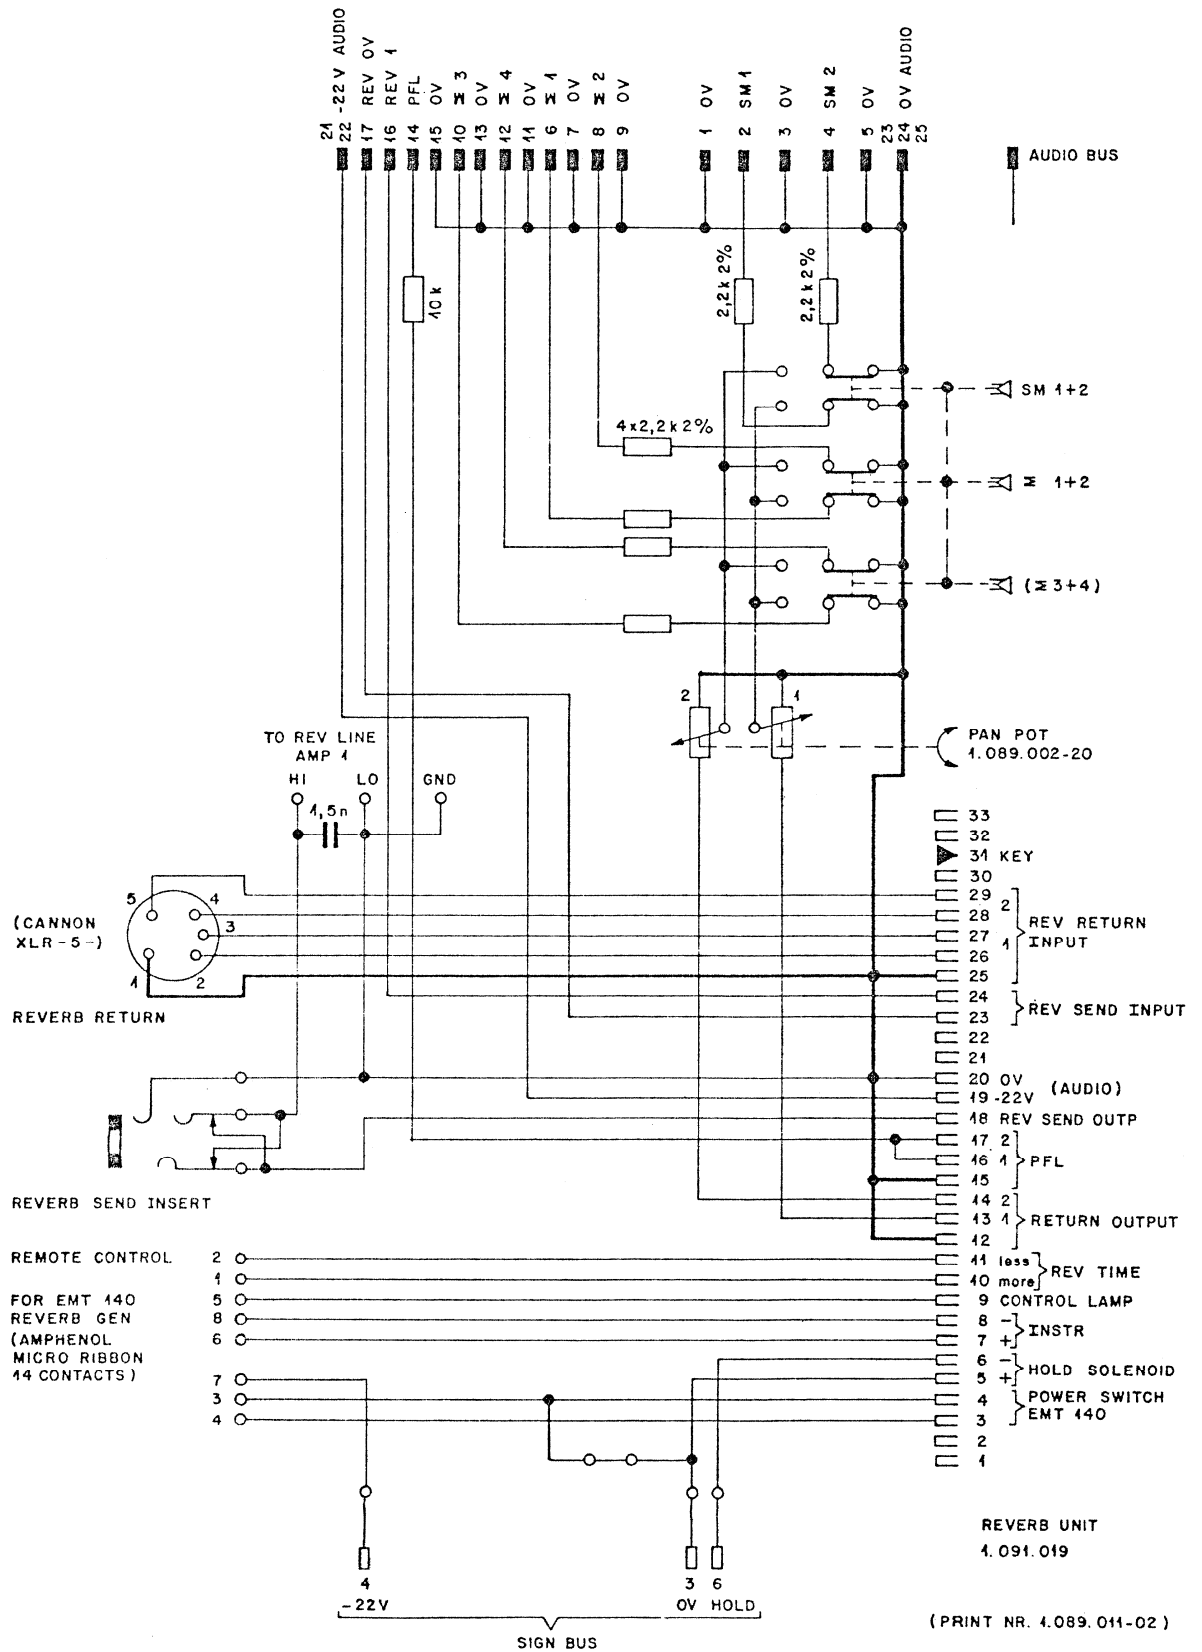 21
22 -22V AUDIO
17 REV 0V
16 REV 1
14 PFL
15 0V
10 Σ 3
13 0V
12 Σ 4
11 0V
6 Σ 1
7 0V
8 Σ 2
9 0V
1 0V
2 SM 1
3 0V
4 SM 2
5 0V
23
24 0V AUDIO
25
AUDIO BUS
10k
2,2k 2%
2,2k 2%
4x2,2k 2%
SM 1+2
Σ 1+2
(Σ 3+4)
2
1
PAN POT
1.089.002-20
TO REV LINE
AMP 1
HI
LO
GND
1,5n
33
32
31 KEY
30
29
28
27
26
25
2
1
REV RETURN
INPUT
24
23
REV SEND INPUT
22
21
20 0V
19 -22V
(AUDIO)
18 REV SEND OUTP
17 2
16 1
15
PFL
14 2
13 1
12
RETURN OUTPUT
11 less
10 more
REV TIME
9 CONTROL LAMP
8 -
7 +
INSTR
6 -
5 +
HOLD SOLENOID
4
3
POWER SWITCH
EMT 140
2
1
(CANNON
XLR-5-)
5
4
3
2
1
REVERB RETURN
REVERB SEND INSERT
REMOTE CONTROL
FOR EMT 140
REVERB GEN
(AMPHENOL
MICRO RIBBON
14 CONTACTS)
2
1
5
8
6
7
3
4
4
-22V
3
0V
6
HOLD
SIGN BUS
REVERB UNIT
1.091.019
(PRINT NR. 1.089.011-02)